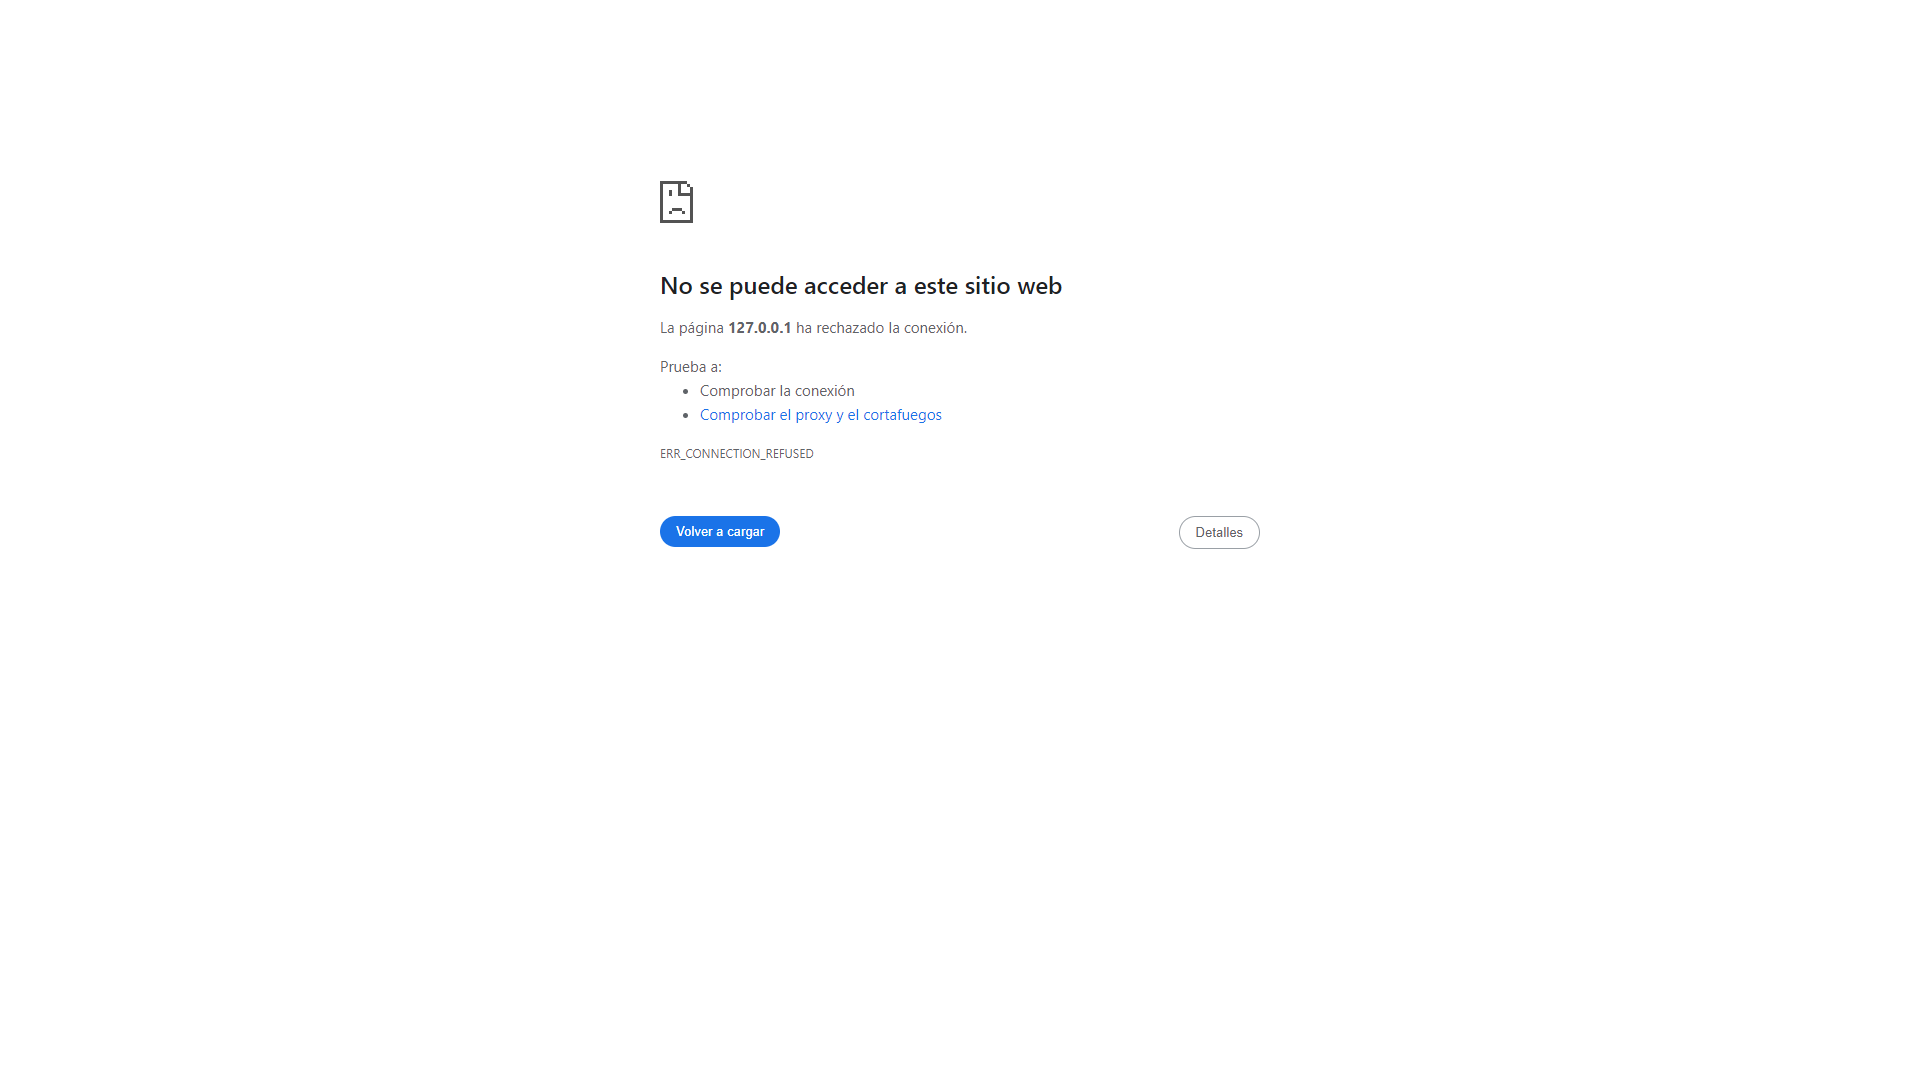 No se puede acceder a este sitio web
La página 127.0.0.1 ha rechazado la conexión.
Prueba a:
Comprobar la conexión
Comprobar el proxy y el cortafuegos
ERR_CONNECTION_REFUSED
Volver a cargar
Detalles